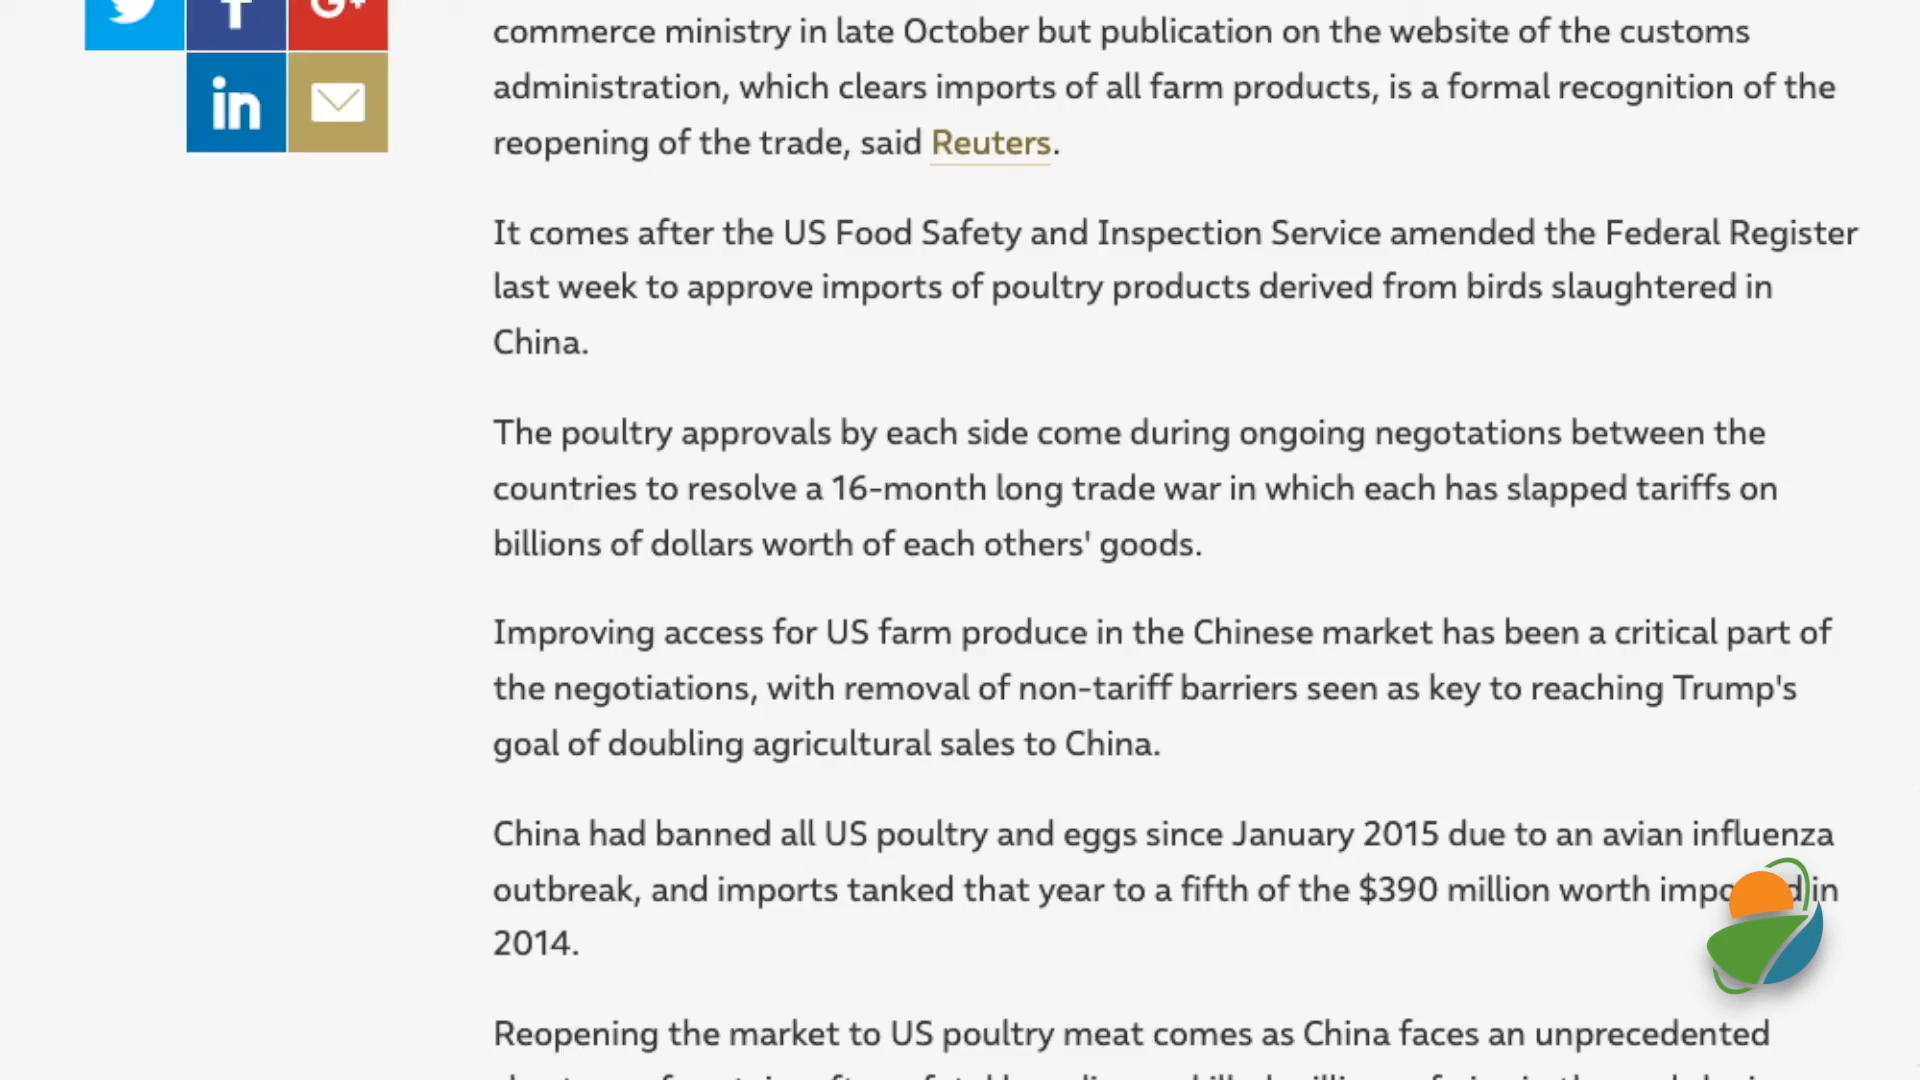 commerce ministry in late October but publication on the website of the customs
administration, which clears imports of all farm products, is a formal recognition of the
reopening of the trade, said Reuters.
It comes after the US Food Safety and Inspection Service amended the Federal Register
last week to approve imports of poultry products derived from birds slaughtered in
China.
The poultry approvals by each side come during ongoing negotations between the
countries to resolve a 16-month long trade war in which each has slapped tariffs on
billions of dollars worth of each others' goods.
Improving access for US farm produce in the Chinese market has been a critical part of
the negotiations, with removal of non-tariff barriers seen as key to reaching Trump's
goal of doubling agricultural sales to China.
China had banned all US poultry and eggs since January 2015 due to an avian influenza
outbreak, and imports tanked that year to a fifth of the $390 million worth in
2014.
Reopening the market to US poultry meat comes as China faces an unprecedented